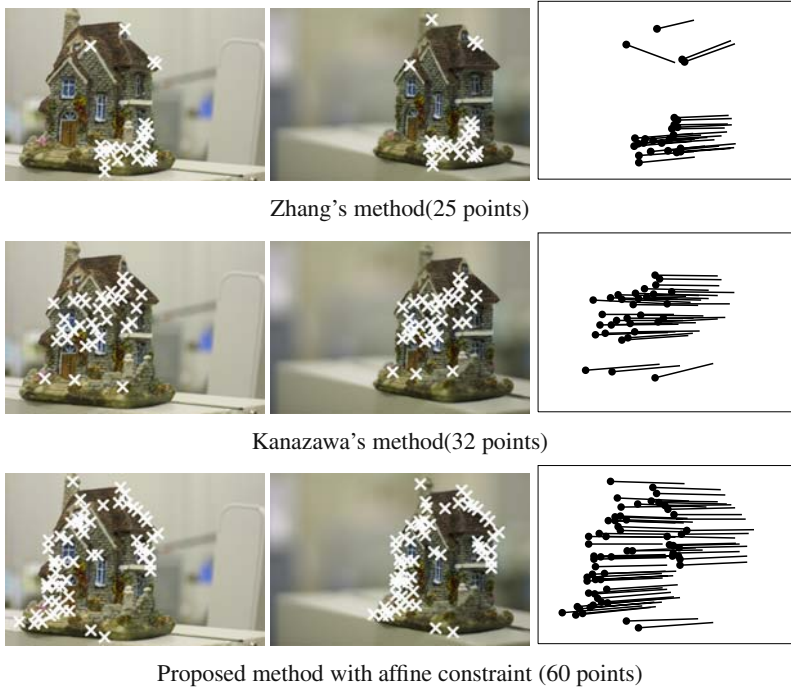 Zhang's method(25 points)
Kanazawa's method(32 points)
Proposed method with affine constraint (60 points)